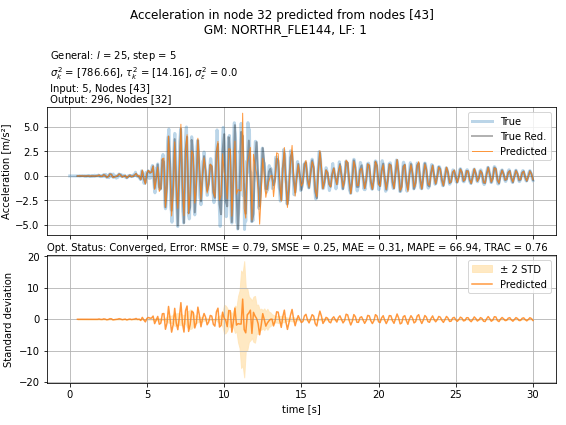 Acceleration in node 32 predicted from nodes [43]
GM: NORTHR_FLE144, LF: 1
General: l = 25, step = 5
σ²ₖ = [786.66], τ²ₖ = [14.16], σ²ε = 0.0
Input: 5, Nodes [43]
Output: 296, Nodes [32]
Acceleration [m/s²]
5.0
2.5
0.0
−2.5
−5.0
True
True Red.
Predicted
Opt. Status: Converged, Error: RMSE = 0.79, SMSE = 0.25, MAE = 0.31, MAPE = 66.94, TRAC = 0.76
Standard deviation
20
10
0
−10
−20
± 2 STD
Predicted
0 5 10 15 20 25 30
time [s]